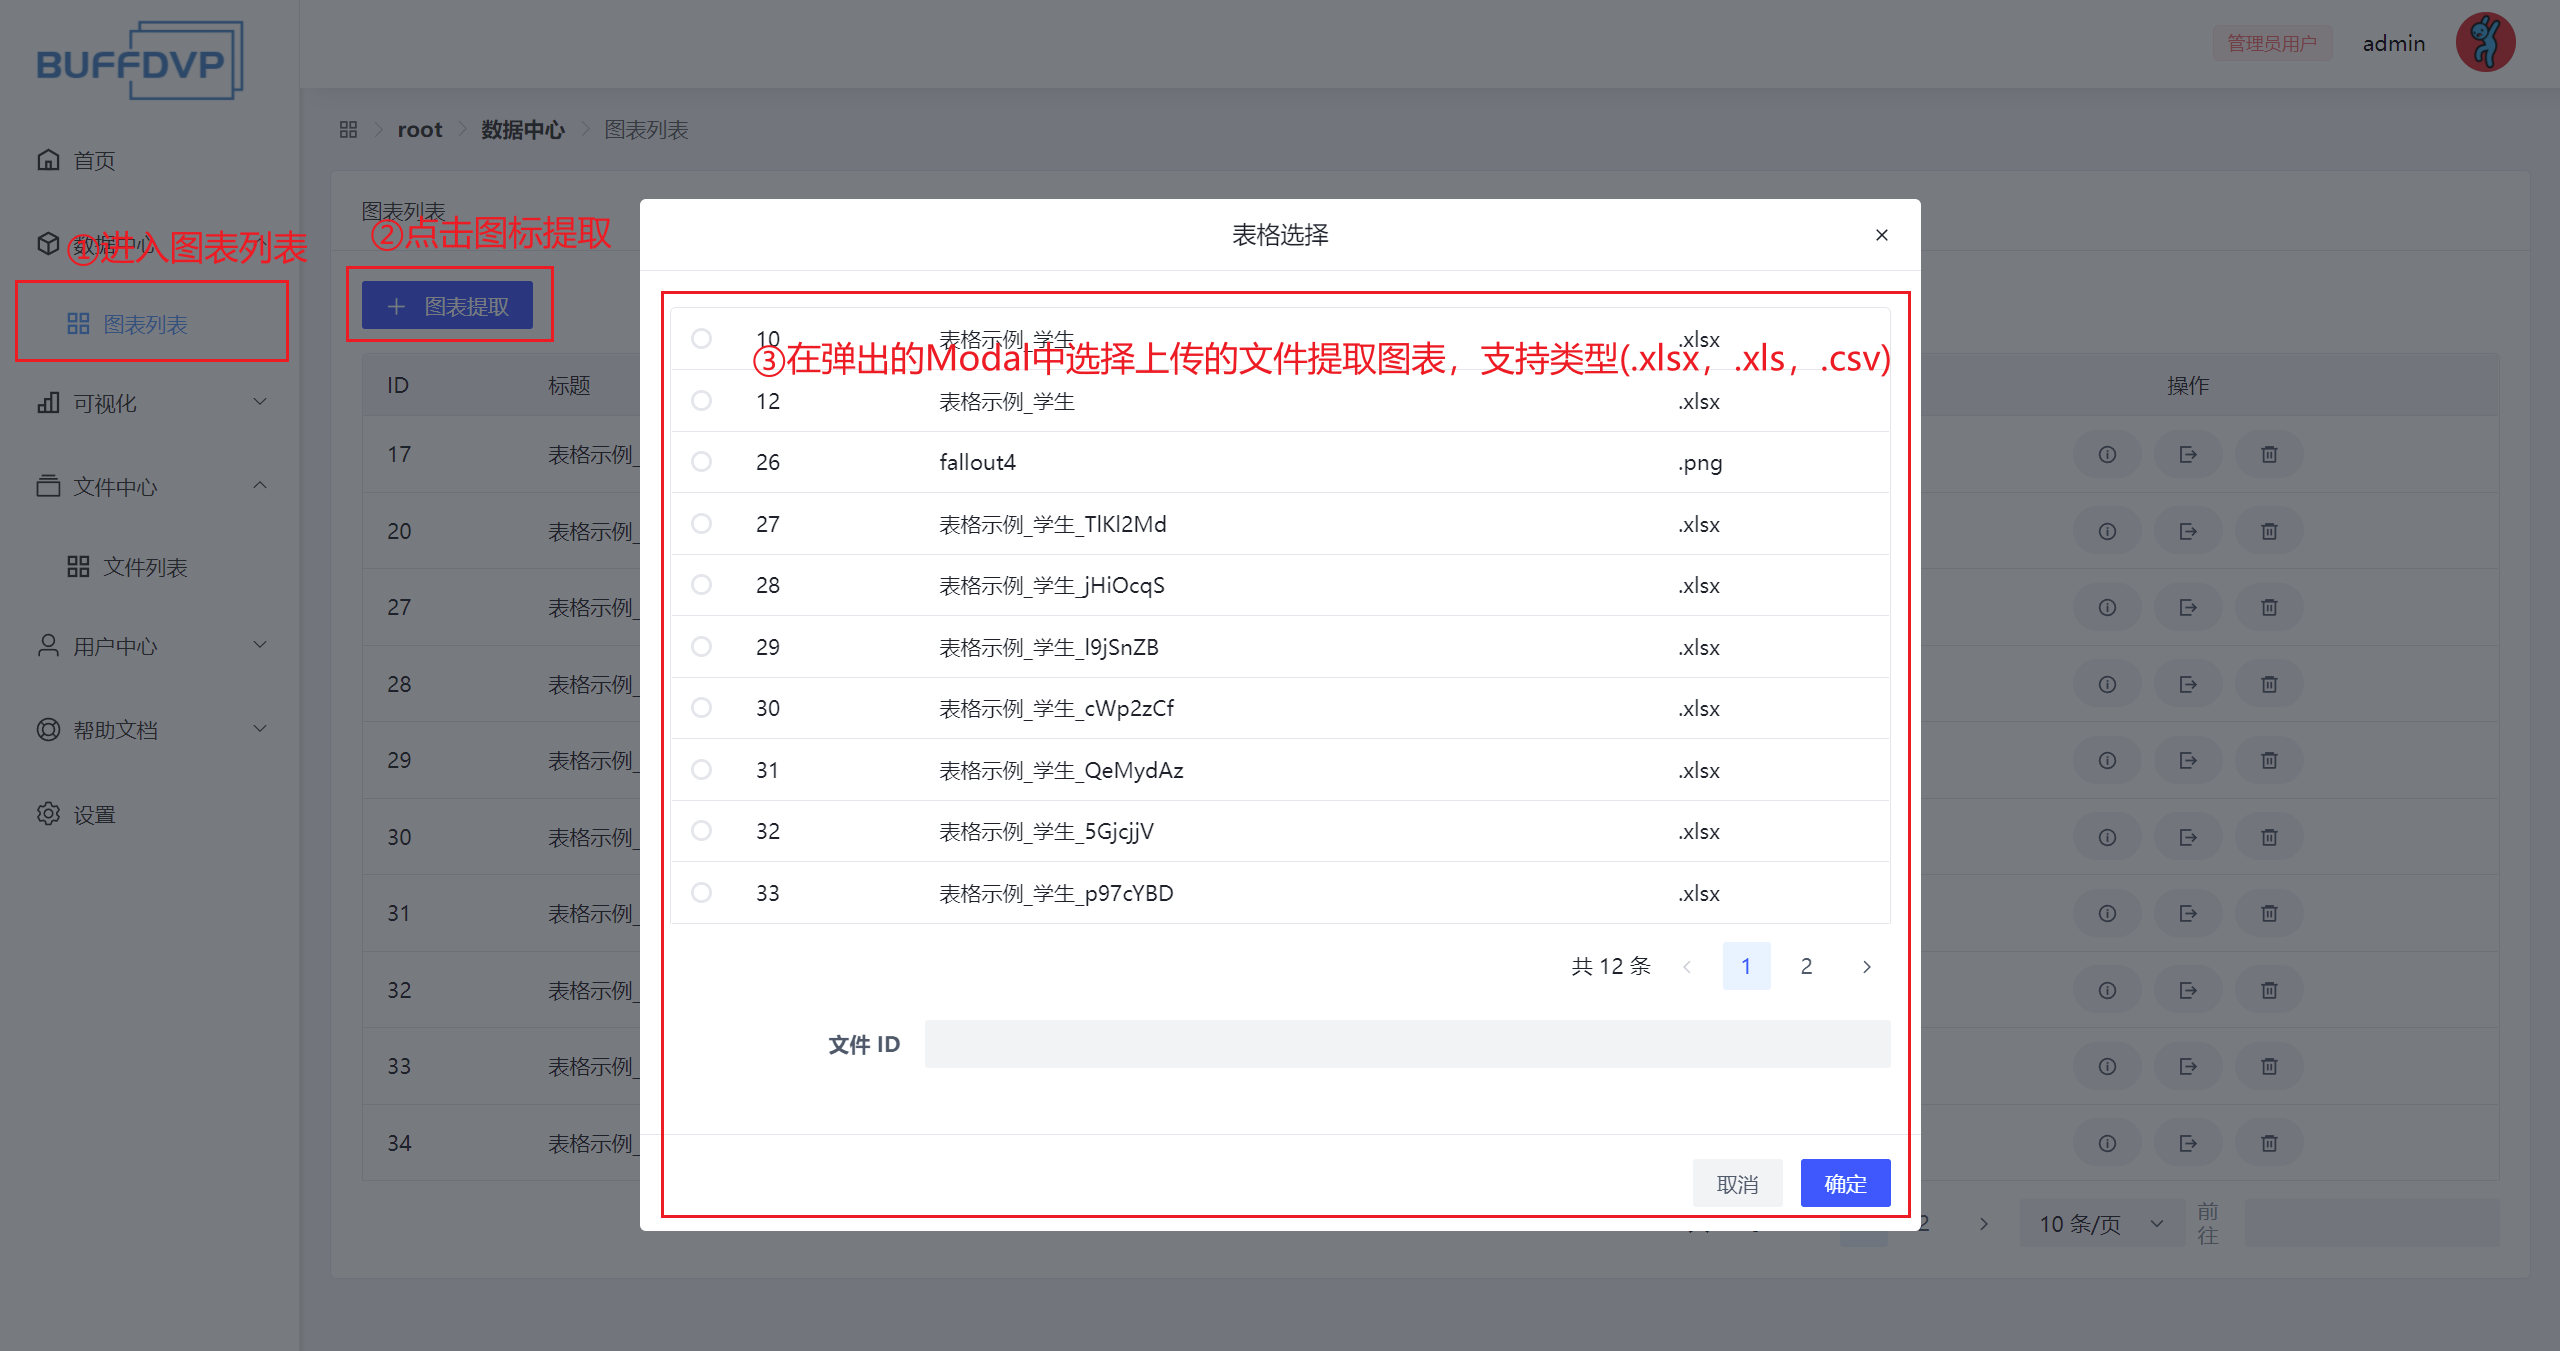 BUFFDVP
管理员用户
admin
root
数据中心
图表列表
首页
数据中心
①进入图表列表
图表列表
可视化
文件中心
文件列表
用户中心
帮助文档
设置
图表列表
②点击图标提取
图表提取
ID 标题 操作
17 表格示例_
20 表格示例_
27 表格示例_
28 表格示例_
29 表格示例_
30 表格示例_
31 表格示例_
32 表格示例_
33 表格示例_
34 表格示例_
表格选择
10 表格示例_学生 .xlsx
③在弹出的Modal中选择上传的文件提取图表，支持类型(.xlsx，.xls，.csv)
12 表格示例_学生 .xlsx
26 fallout4 .png
27 表格示例_学生_TlKl2Md .xlsx
28 表格示例_学生_jHiOcqS .xlsx
29 表格示例_学生_l9jSnZB .xlsx
30 表格示例_学生_cWp2zCf .xlsx
31 表格示例_学生_QeMydAz .xlsx
32 表格示例_学生_5GjcjjV .xlsx
33 表格示例_学生_p97cYBD .xlsx
共 12 条 1 2
文件 ID
取消 确定
2 10 条/页 前往